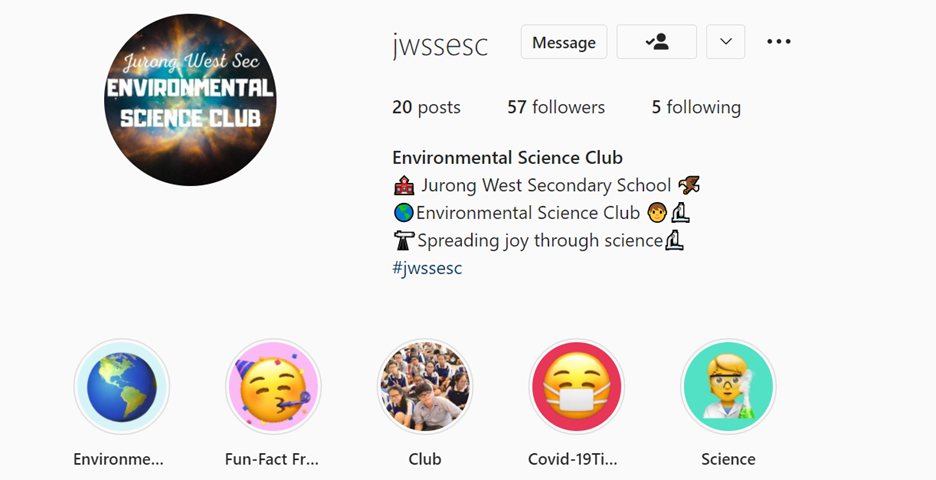 Jurong West Sec
ENVIRONMENTAL
SCIENCE CLUB
jwssesc
Message
20 posts 57 followers 5 following
Environmental Science Club
🏫 Jurong West Secondary School 🦅
🌎Environmental Science Club 👨🔬
🔭Spreading joy through science🔬
#jwssesc
Environme... Fun-Fact Fr... Club Covid-19Ti... Science